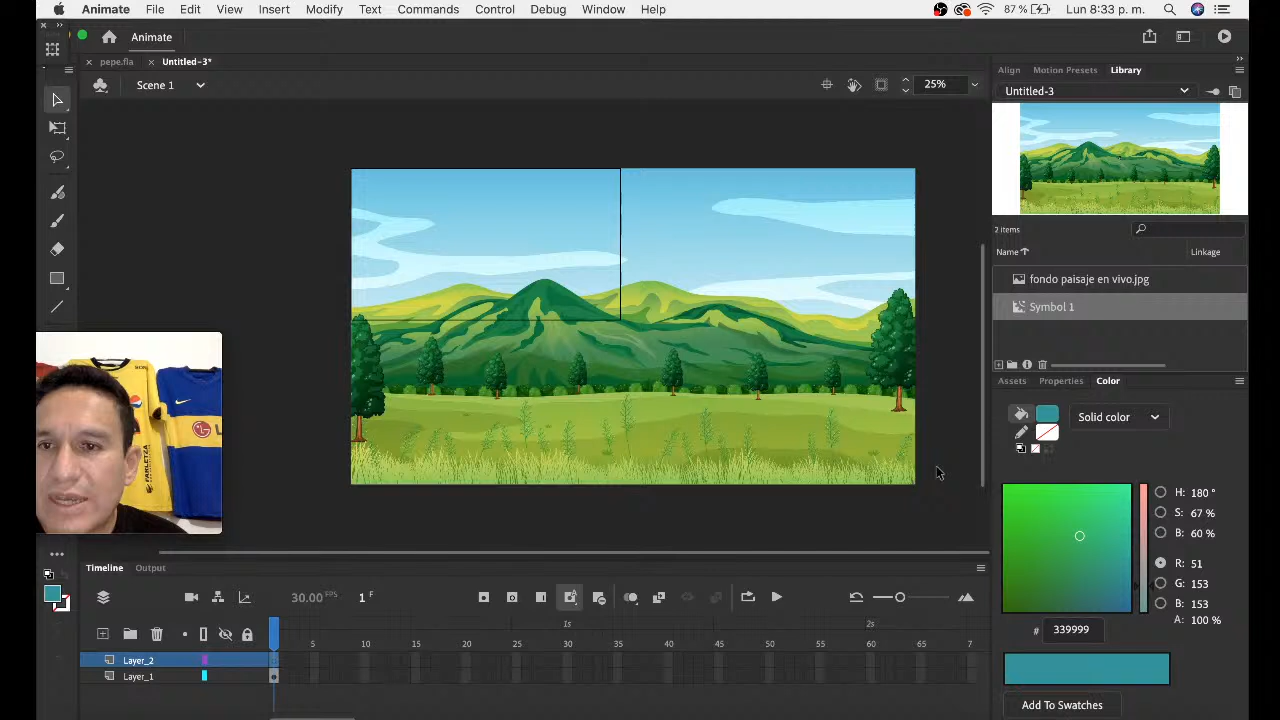 Animate File Edit View Insert Modify Text Commands Control Debug Window Help 87 % Lun 8:33 p. m.
Animate
pepe.fla Untitled-3*
Scene 1 25%
Align Motion Presets Library
Untitled-3
2 items
Name Linkage
fondo paisaje en vivo.jpg
Symbol 1
Assets Properties Color
Solid color
H: 180 °
S: 67 %
B: 60 %
R: 51
G: 153
B: 153
A: 100 %
# 339999
Add To Swatches
PARLETZA
LG
Timeline Output
30.00 FPS 1 F
1s 2s
5 10 15 20 25 30 35 40 45 50 55 60 65 7
Layer_2
Layer_1